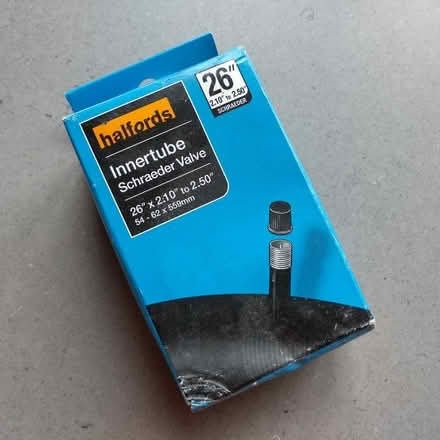 halfords
Innertube
Schraeder Valve
26" x 2.10" to 2.50"
54 - 62 x 559mm
26"
2.10" to 2.50"
SCHRAEDER